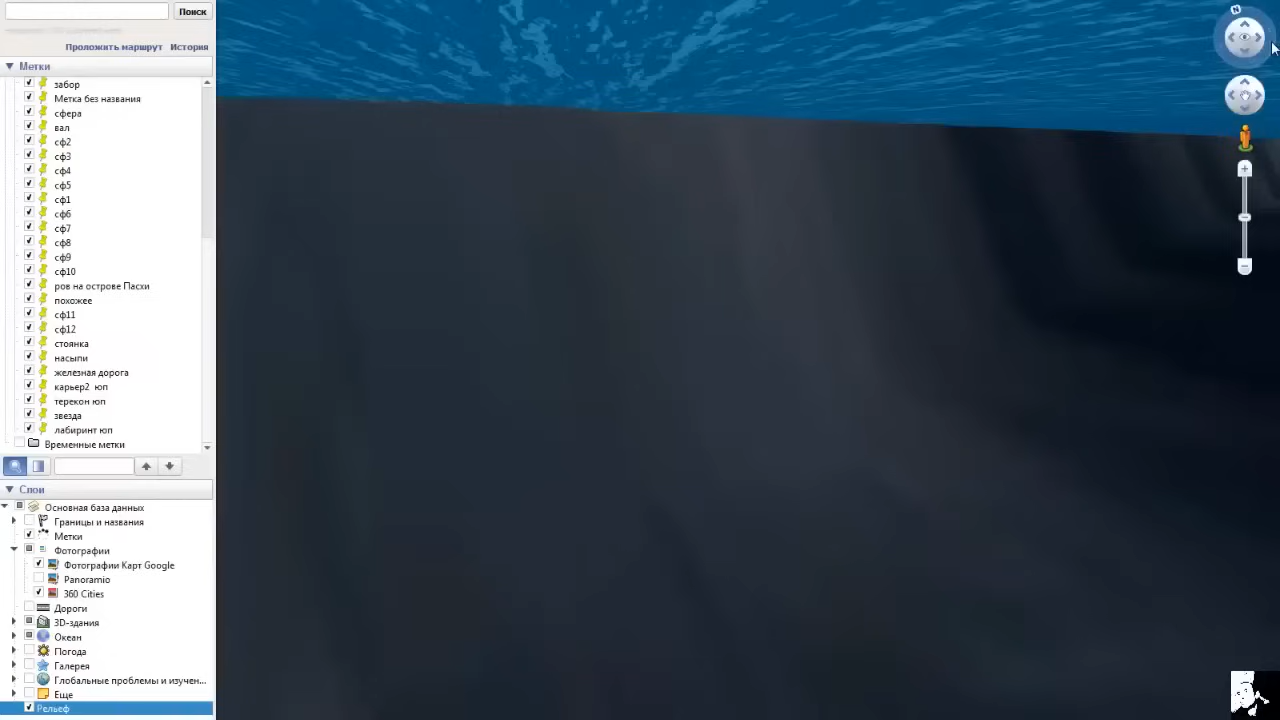 Поиск
Проложить маршрут История
Метки
забор
Метка без названия
сфера
вал
сф2
сф3
сф4
сф5
сф1
сф6
сф7
сф8
сф9
сф10
ров на острове Пасхи
похожее
сф11
сф12
стоянка
насыпи
железная дорога
карьер2 юп
терекон юп
звезда
лабиринт юп
Временные метки
Слои
Основная база данных
Границы и названия
Метки
Фотографии
Фотографии Карт Google
Panoramio
360 Cities
Дороги
3D-здания
Океан
Погода
Галерея
Глобальные проблемы и изучен...
Еще
Рельеф
N